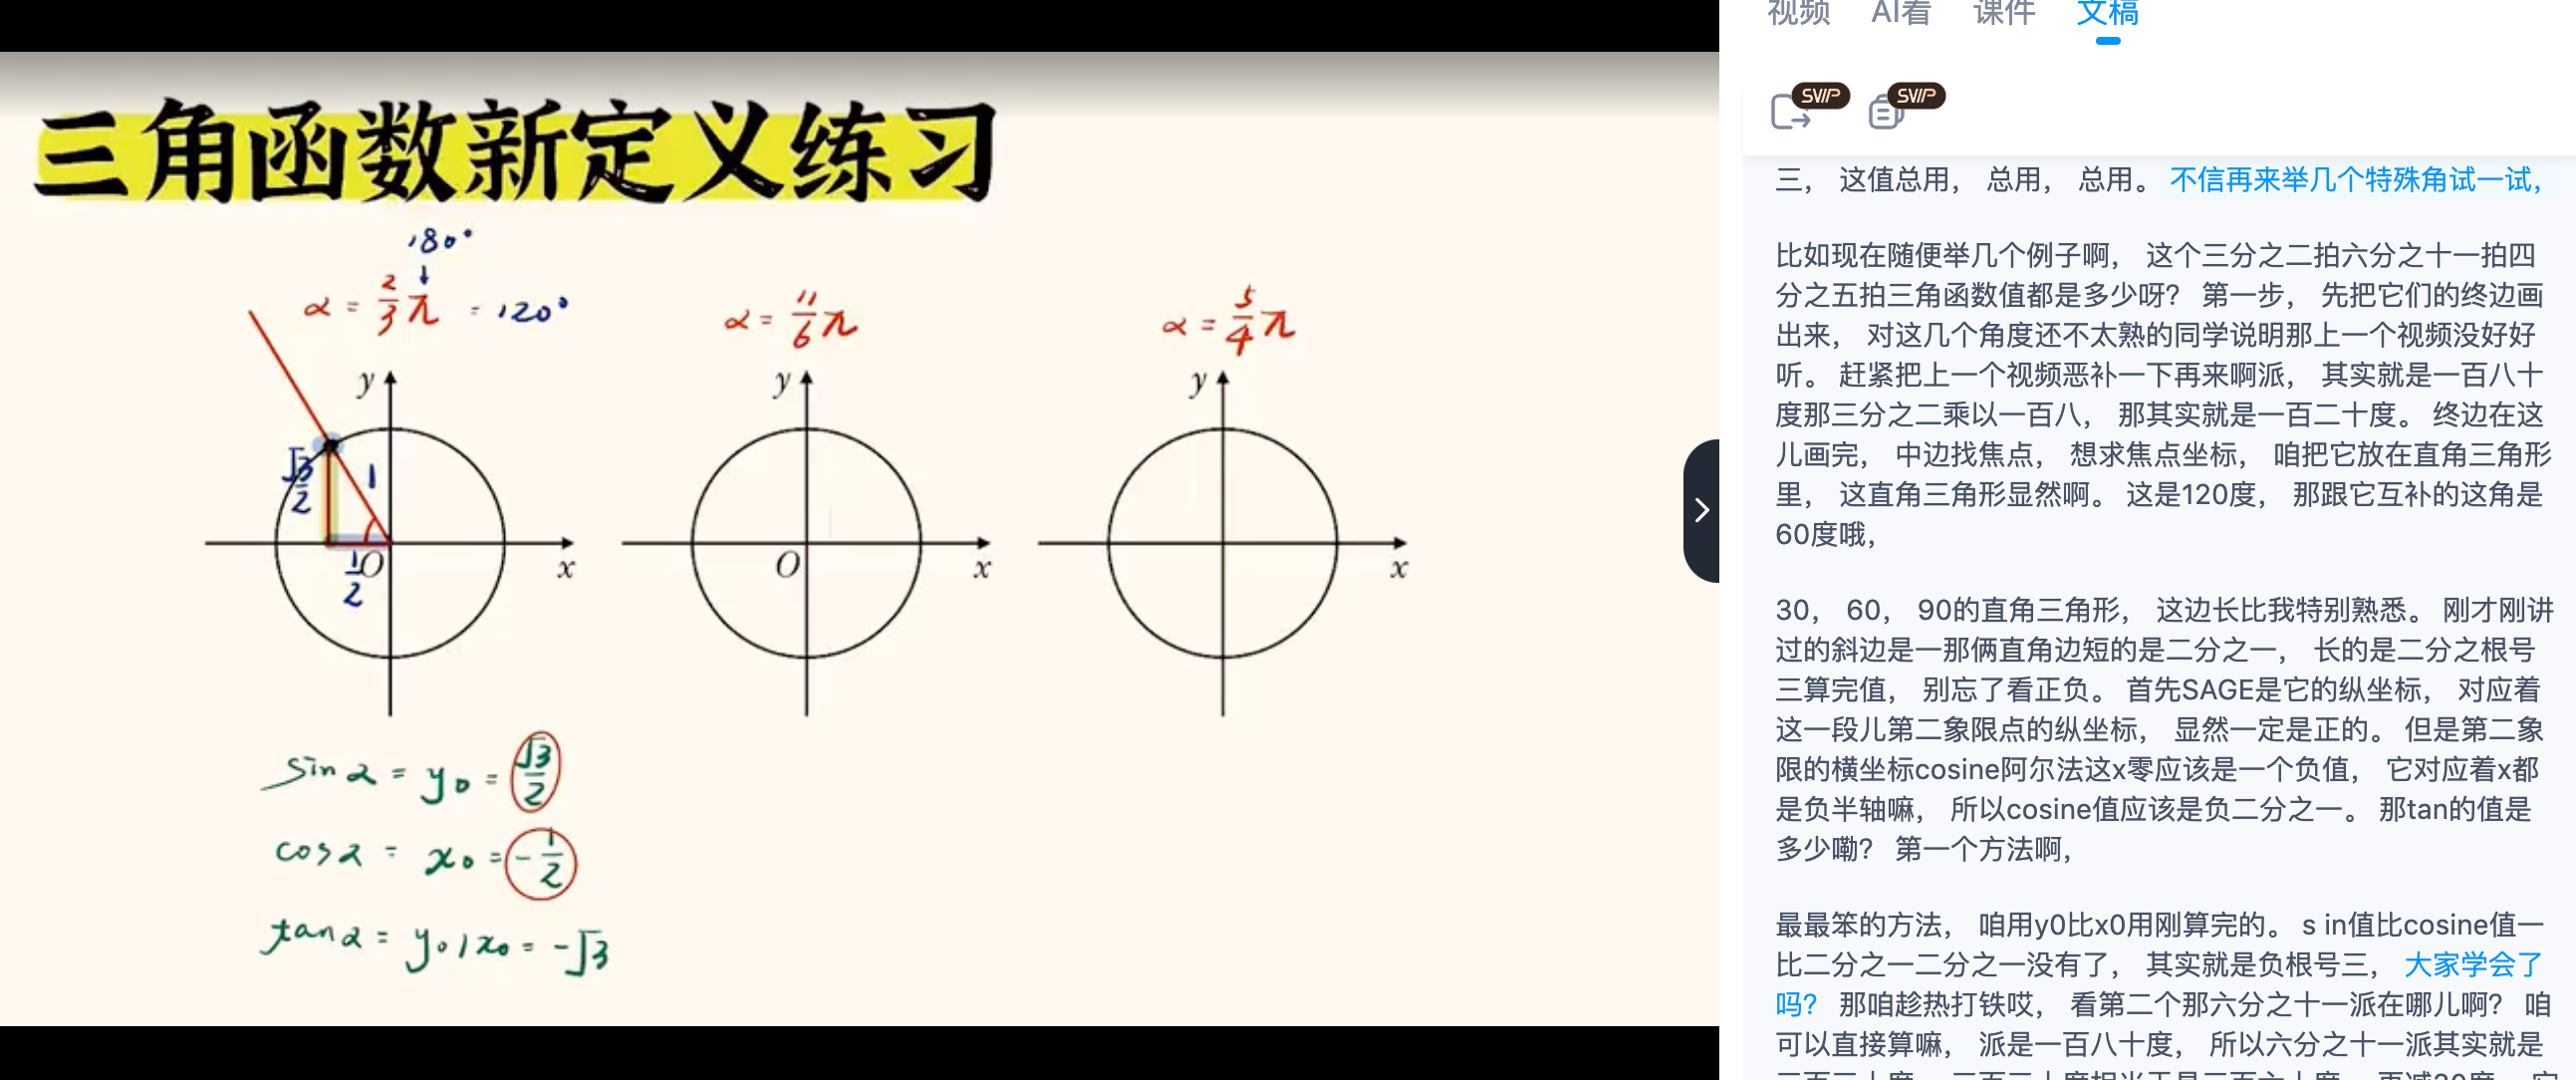 三角函数新定义练习
180°
↓
α = 2/3 π = 120°
α = 11/6 π
α = 5/4 π
y
y
y
√3/2
1
O
x
O
x
x
1/2
sin α = y0 = √3/2
cos α = x0 = -1/2
tan α = y0/x0 = -√3
视频 AI看 课件 文稿
SVIP SVIP
三， 这值总用， 总用， 总用。 不信再来举几个特殊角试一试，
比如现在随便举几个例子啊， 这个三分之二拍六分之十一拍四
分之五拍三角函数值都是多少呀？ 第一步， 先把它们的终边画
出来， 对这几个角度还不太熟的同学说明那上一个视频没好好
听。 赶紧把上一个视频恶补一下再来啊派， 其实就是一百八十
度那三分之二乘以一百八， 那其实就是一百二十度。 终边在这
儿画完， 中边找焦点， 想求焦点坐标， 咱把它放在直角三角形
里， 这直角三角形显然啊。 这是120度， 那跟它互补的这角是
60度哦，
30， 60， 90的直角三角形， 这边长比我特别熟悉。 刚才刚讲
过的斜边是一那俩直角边短的是二分之一， 长的是二分之根号
三算完值， 别忘了看正负。 首先SAGE是它的纵坐标， 对应着
这一段儿第二象限点的纵坐标， 显然一定是正的。 但是第二象
限的横坐标cosine阿尔法这x零应该是一个负值， 它对应着x都
是负半轴嘛， 所以cosine值应该是负二分之一。 那tan的值是
多少嘞？ 第一个方法啊，
最最笨的方法， 咱用y0比x0用刚算完的。 s in值比cosine值一
比二分之一二分之一没有了， 其实就是负根号三， 大家学会了
吗？ 那咱趁热打铁哎， 看第二个那六分之十一派在哪儿啊？ 咱
可以直接算嘛， 派是一百八十度， 所以六分之十一派其实就是